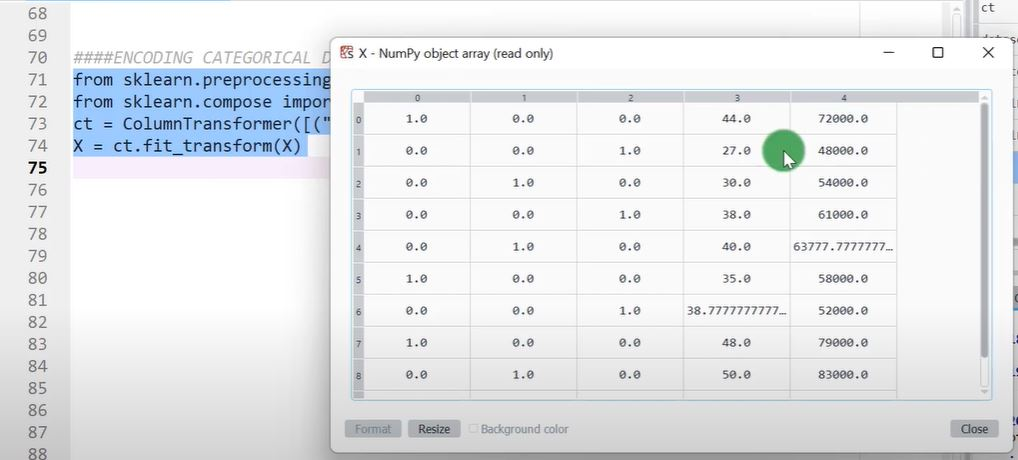 ct
68
69
70 ####ENCODING CATEGORICAL D
71 from sklearn.preprocessing
72 from sklearn.compose impor
73 ct = ColumnTransformer([("
74 X = ct.fit_transform(X)
75
76
77
78
79
80
81
82
83
84
85
86
87
88
X - NumPy object array (read only)
0 1 2 3 4
0 1.0 0.0 0.0 44.0 72000.0
1 0.0 0.0 1.0 27.0 48000.0
2 0.0 1.0 0.0 30.0 54000.0
3 0.0 0.0 1.0 38.0 61000.0
4 0.0 1.0 0.0 40.0 63777.7777777…
5 1.0 0.0 0.0 35.0 58000.0
6 0.0 0.0 1.0 38.7777777777… 52000.0
7 1.0 0.0 0.0 48.0 79000.0
8 0.0 1.0 0.0 50.0 83000.0
Format Resize Background color Close